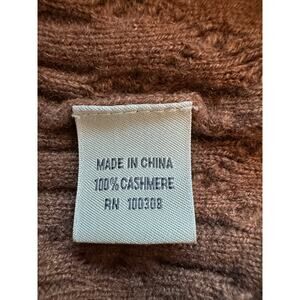 MADE IN CHINA
100% CASHMERE
RN 100308